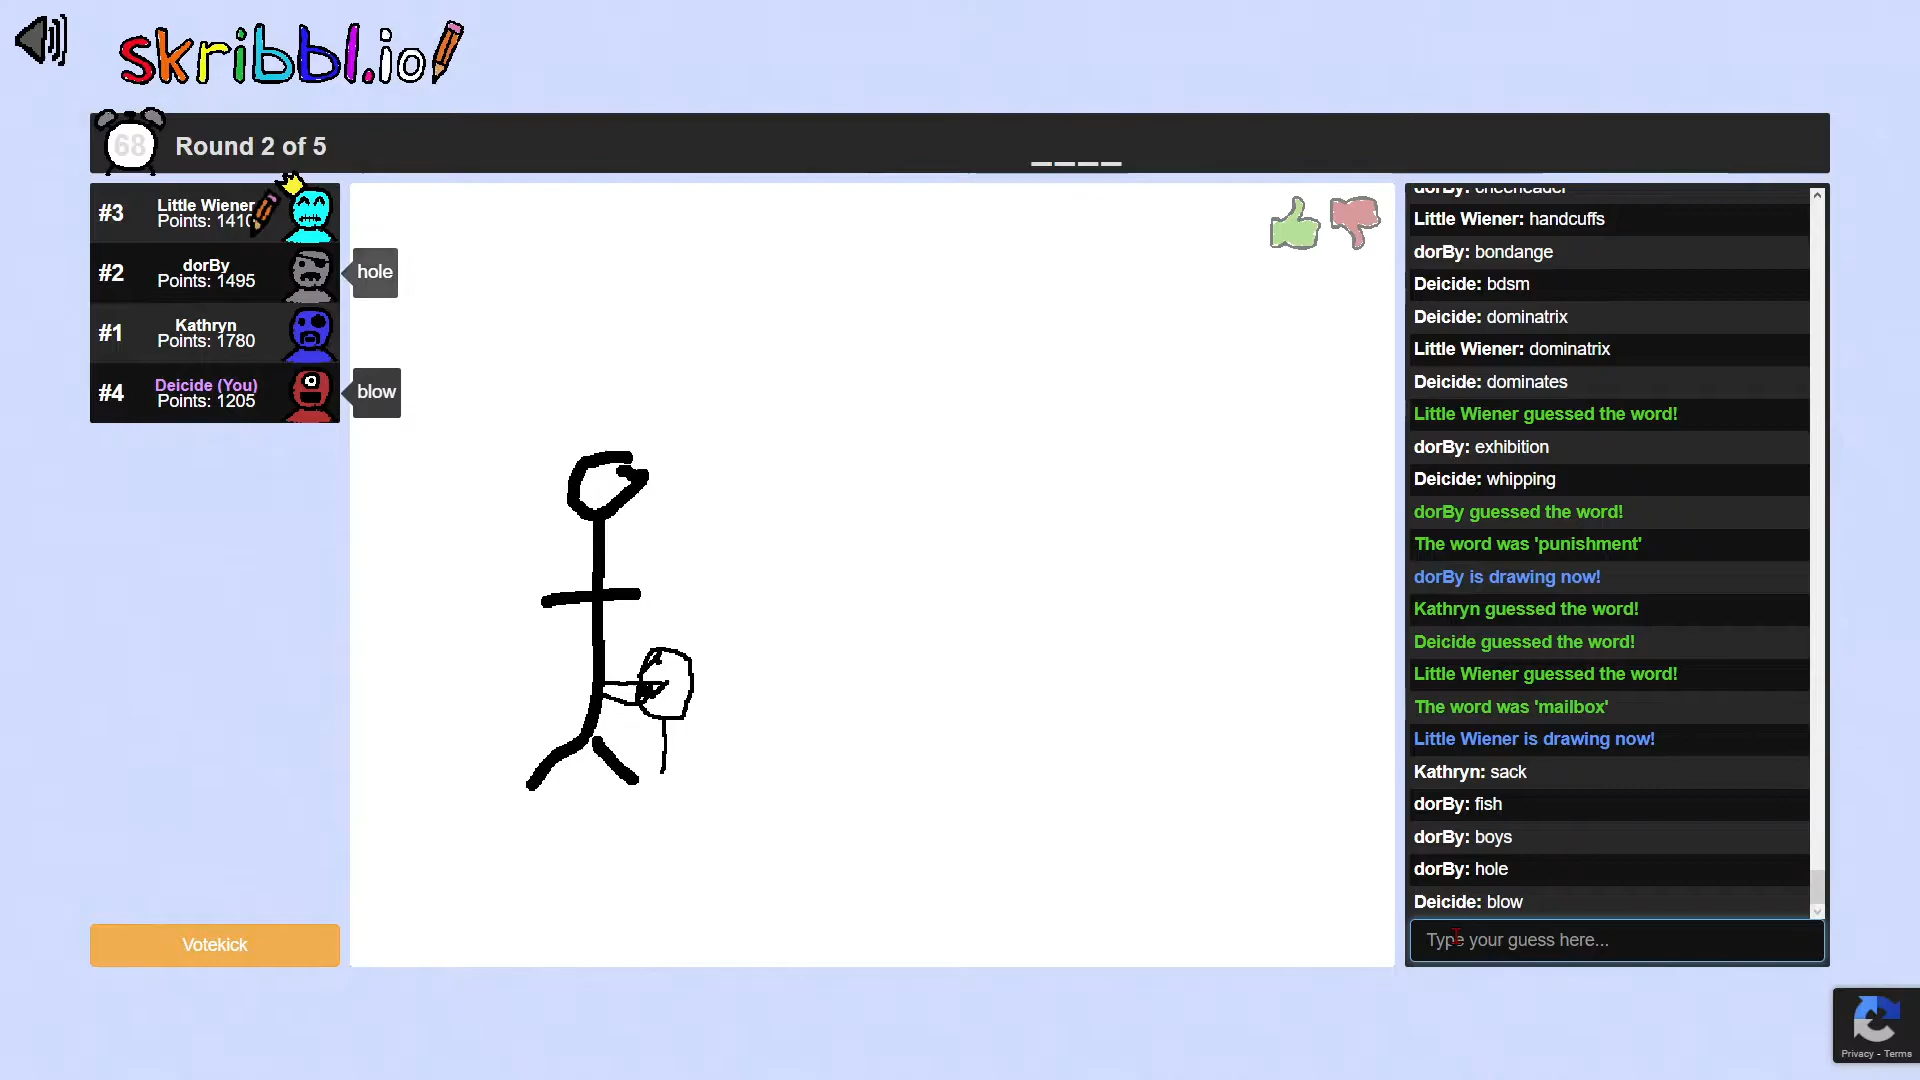 skribbl.io
68
Round 2 of 5
_ _ _ _
#3
Little Wiener
Points: 1410
#2
dorBy
Points: 1495
hole
#1
Kathryn
Points: 1780
#4
Deicide (You)
Points: 1205
blow
Votekick
dorBy: cheerleader
Little Wiener: handcuffs
dorBy: bondange
Deicide: bdsm
Deicide: dominatrix
Little Wiener: dominatrix
Deicide: dominates
Little Wiener guessed the word!
dorBy: exhibition
Deicide: whipping
dorBy guessed the word!
The word was 'punishment'
dorBy is drawing now!
Kathryn guessed the word!
Deicide guessed the word!
Little Wiener guessed the word!
The word was 'mailbox'
Little Wiener is drawing now!
Kathryn: sack
dorBy: fish
dorBy: boys
dorBy: hole
Deicide: blow
Type your guess here...
Privacy - Terms